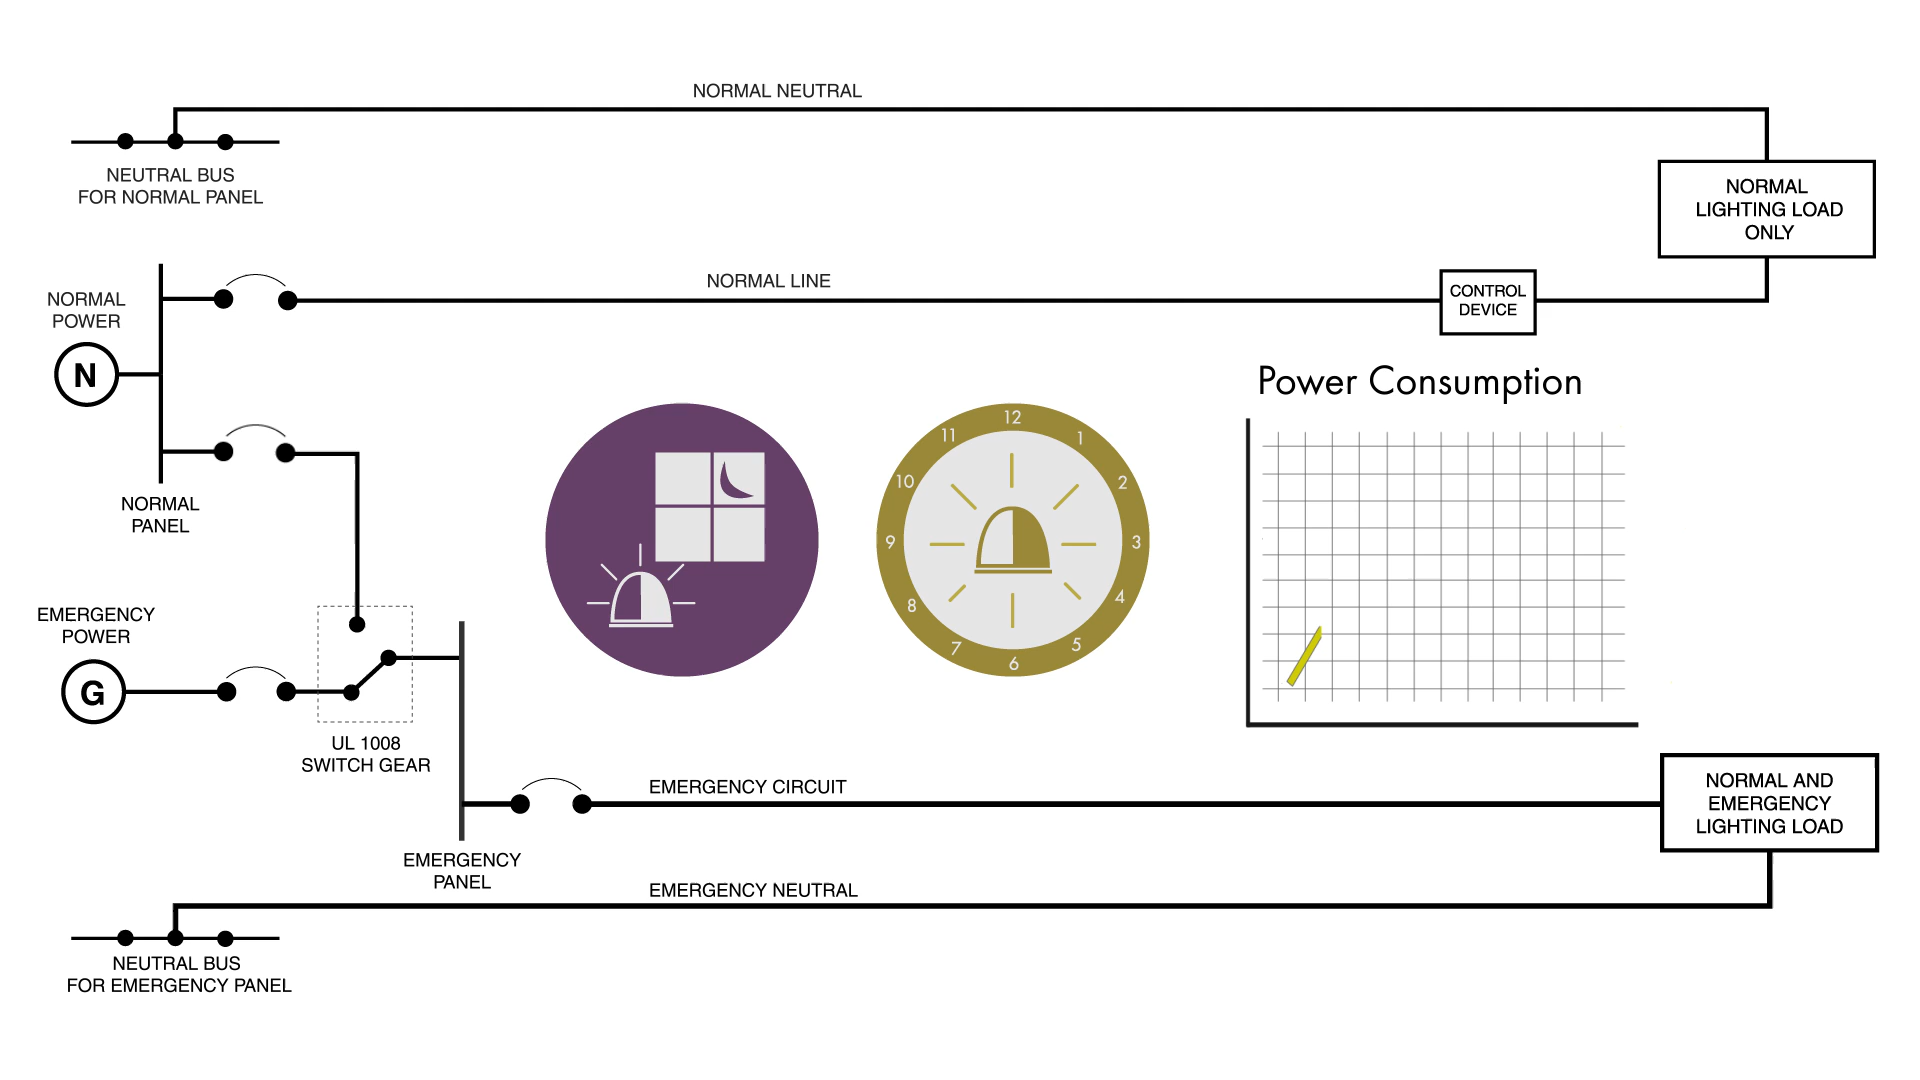 NORMAL NEUTRAL
NEUTRAL BUS
FOR NORMAL PANEL
NORMAL
LIGHTING LOAD
ONLY
NORMAL LINE
CONTROL
DEVICE
NORMAL
POWER
N
NORMAL
PANEL
Power Consumption
12
1
2
3
4
5
6
7
8
9
10
11
EMERGENCY
POWER
G
UL 1008
SWITCH GEAR
EMERGENCY CIRCUIT
NORMAL AND
EMERGENCY
LIGHTING LOAD
EMERGENCY
PANEL
EMERGENCY NEUTRAL
NEUTRAL BUS
FOR EMERGENCY PANEL